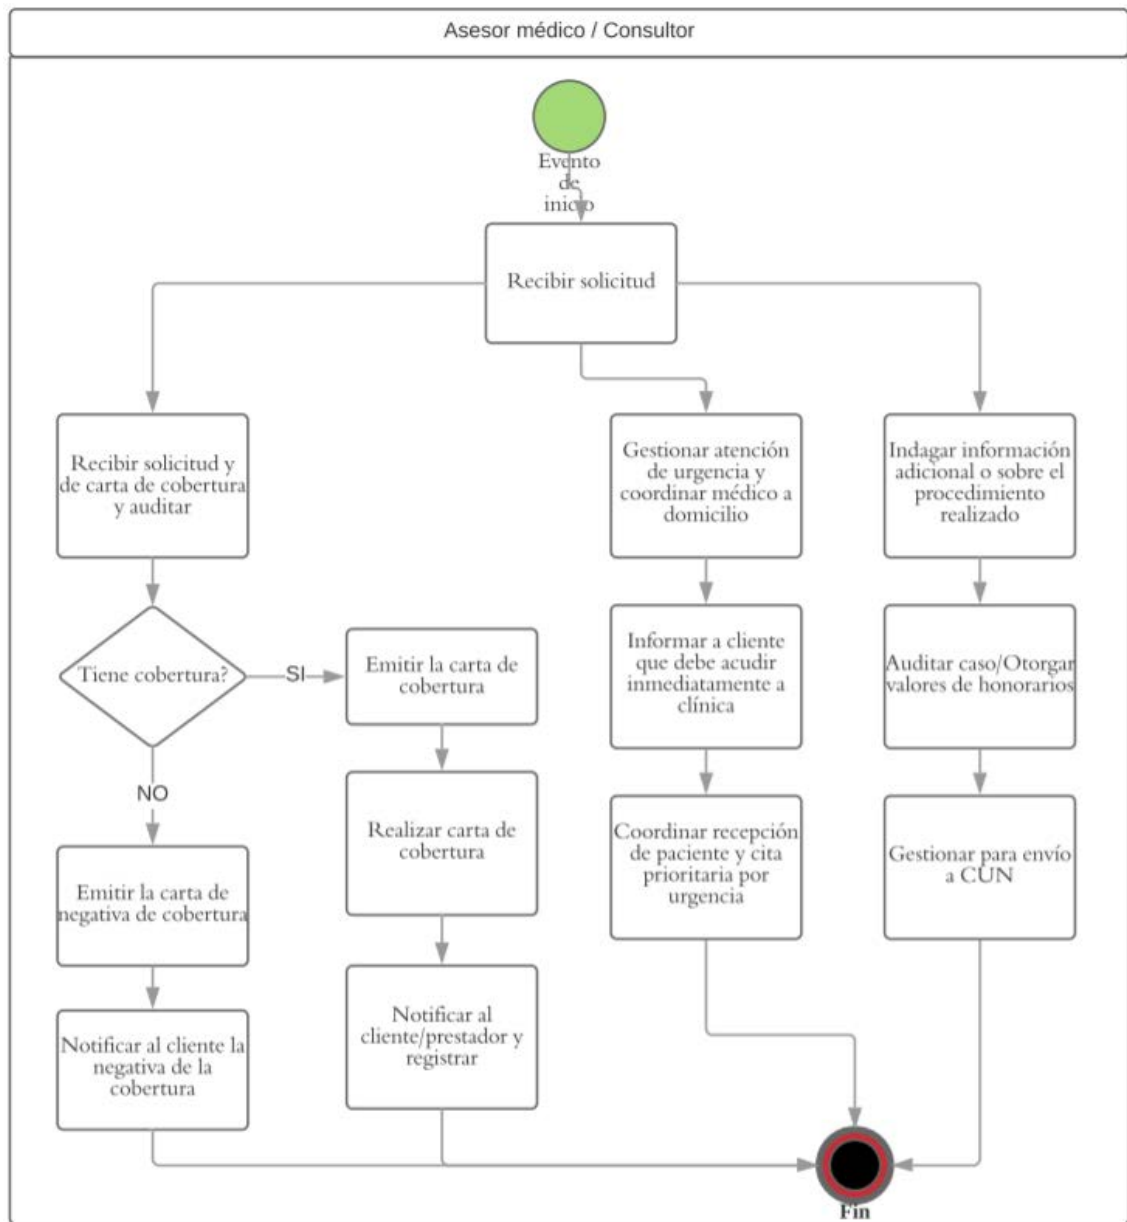 Asesor médico / Consultor
Evento
de
inicio
Recibir solicitud
Recibir solicitud y
de carta de cobertura
y auditar
Gestionar atención
de urgencia y
coordinar médico a
domicilio
Indagar información
adicional o sobre el
procedimiento
realizado
Tiene cobertura?
SI
Emitir la carta de
cobertura
Informar a cliente
que debe acudir
inmediatamente a
clínica
Auditar caso/Otorgar
valores de honorarios
NO
Realizar carta de
cobertura
Coordinar recepción
de paciente y cita
prioritaria por
urgencia
Gestionar para envío
a CUN
Emitir la carta de
negativa de cobertura
Notificar al
cliente/prestador y
registrar
Notificar al cliente la
negativa de la
cobertura
Fin